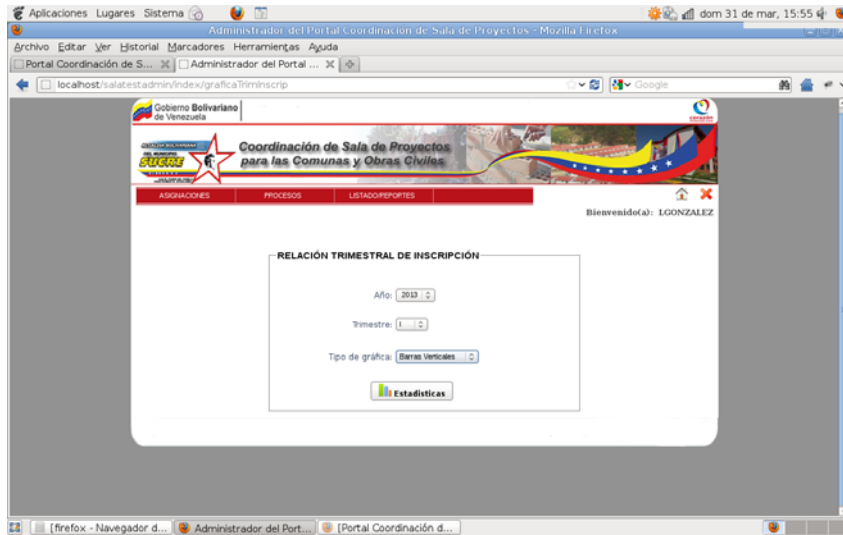 Aplicaciones Lugares Sistema dom 31 de mar, 15:55
Administrador del Portal Coordinación de Sala de Proyectos - Mozilla Firefox
Archivo Editar Ver Historial Marcadores Herramientas Ayuda
Portal Coordinación de S... Administrador del Portal ...
localhost/salatestadmin/index/graficaTrimInscrip Google
Gobierno Bolivariano
de Venezuela
corazón
SUCRE
Coordinación de Sala de Proyectos
para las Comunas y Obras Civiles
ASIGNACIONES PROCESOS LISTADO/REPORTES
Bienvenido(a): LGONZALEZ
RELACIÓN TRIMESTRAL DE INSCRIPCIÓN
Año: 2013
Trimestre: I
Tipo de gráfica: Barras Verticales
Estadisticas
[firefox - Navegador d... Administrador del Port... [Portal Coordinación d...